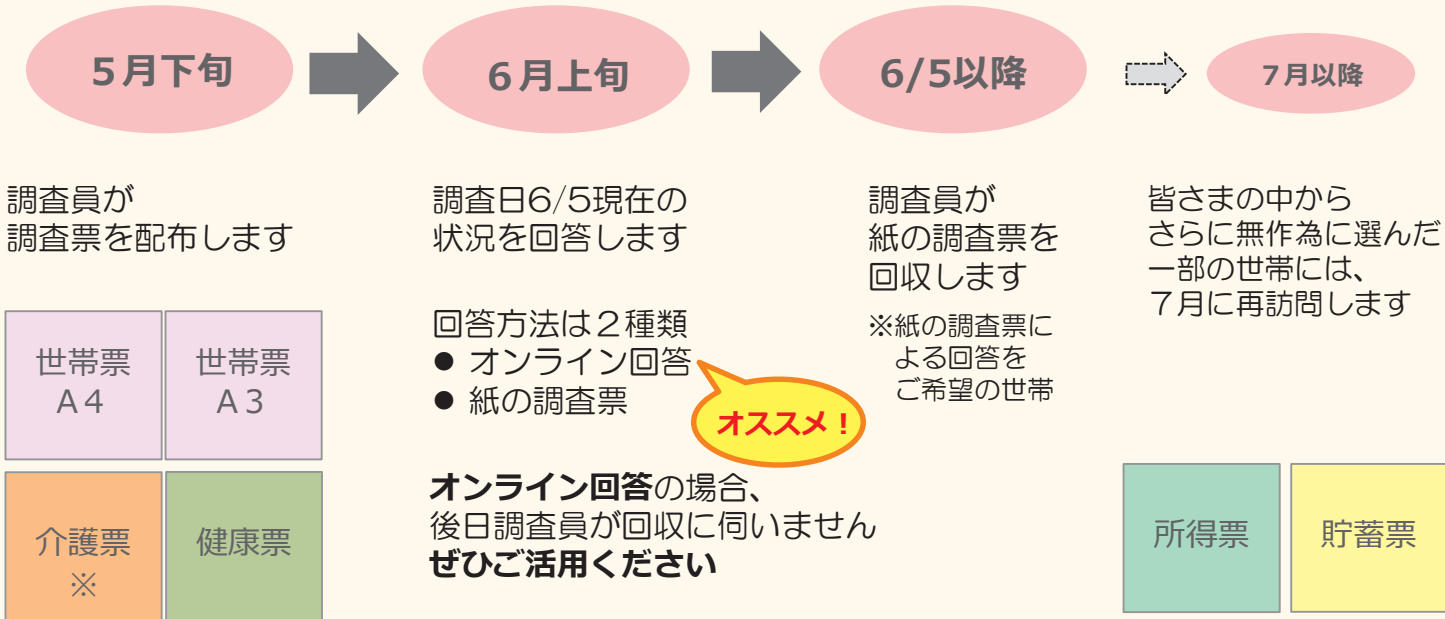 5月下旬
6月上旬
6/5以降
7月以降
調査員が
調査票を配布します
世帯票
A4
世帯票
A3
介護票
※
健康票
調査日6/5現在の
状況を回答します
回答方法は2種類
● オンライン回答
● 紙の調査票
オススメ！
オンライン回答の場合、
後日調査員が回収に伺いません
ぜひご活用ください
調査員が
紙の調査票を
回収します
※紙の調査票に
よる回答を
ご希望の世帯
皆さまの中から
さらに無作為に選んだ
一部の世帯には、
7月に再訪問します
所得票
貯蓄票